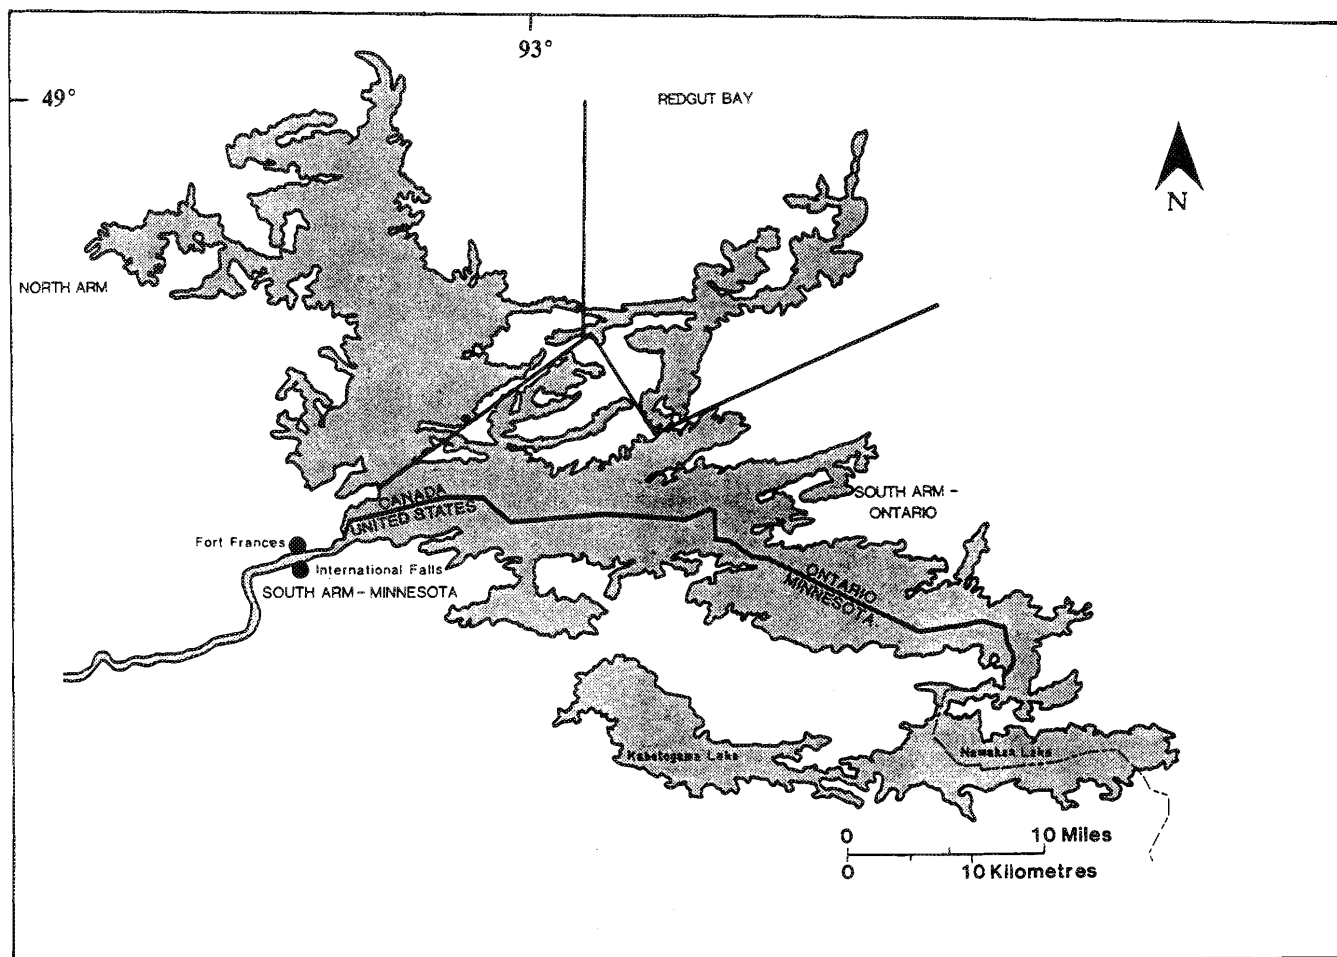 93°
49°
REDGUT BAY
N
NORTH ARM
CANADA
UNITED STATES
SOUTH ARM –
ONTARIO
Fort Frances
International Falls
SOUTH ARM – MINNESOTA
ONTARIO
MINNESOTA
Kabetogama Lake
Namakan Lake
0 10 Miles
0 10 Kilometres